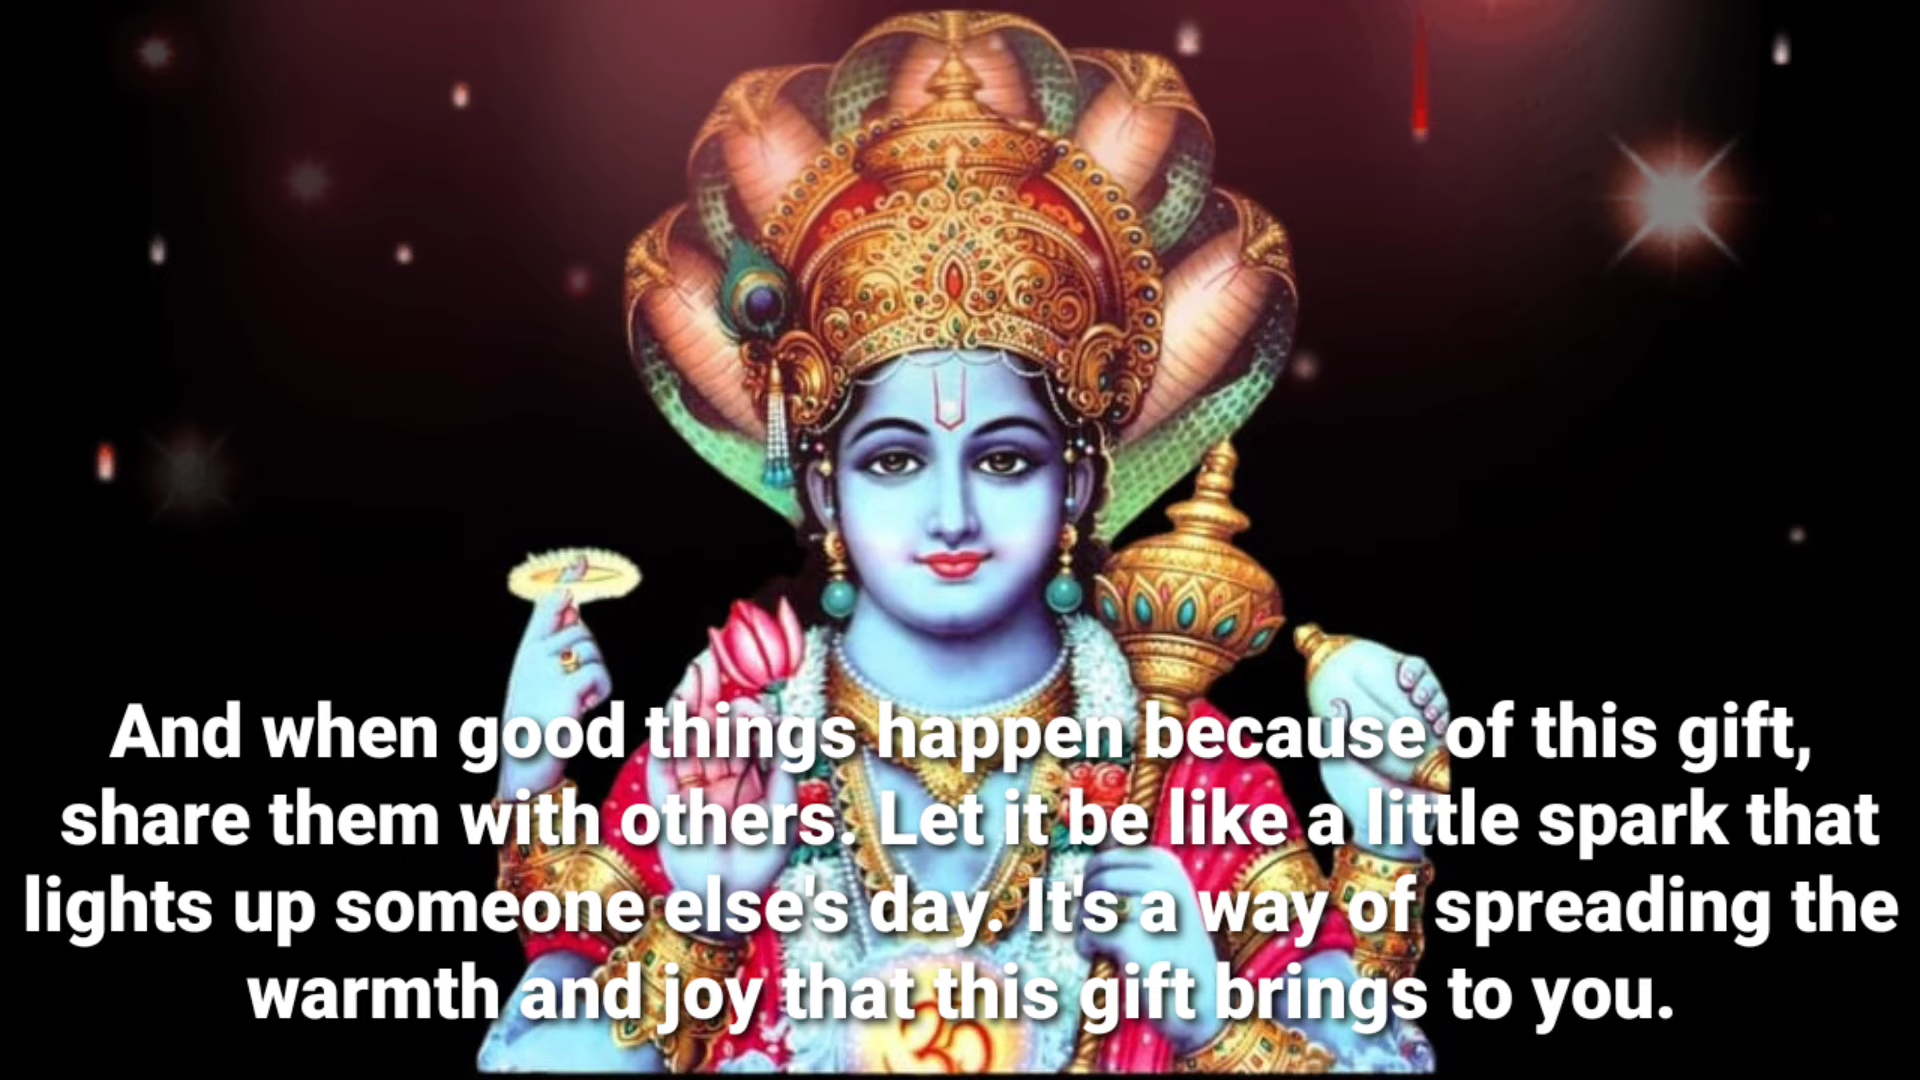 And when good things happen because of this gift,
share them with others. Let it be like a little spark that
lights up someone else's day. It's a way of spreading the
warmth and joy that this gift brings to you.
ॐ